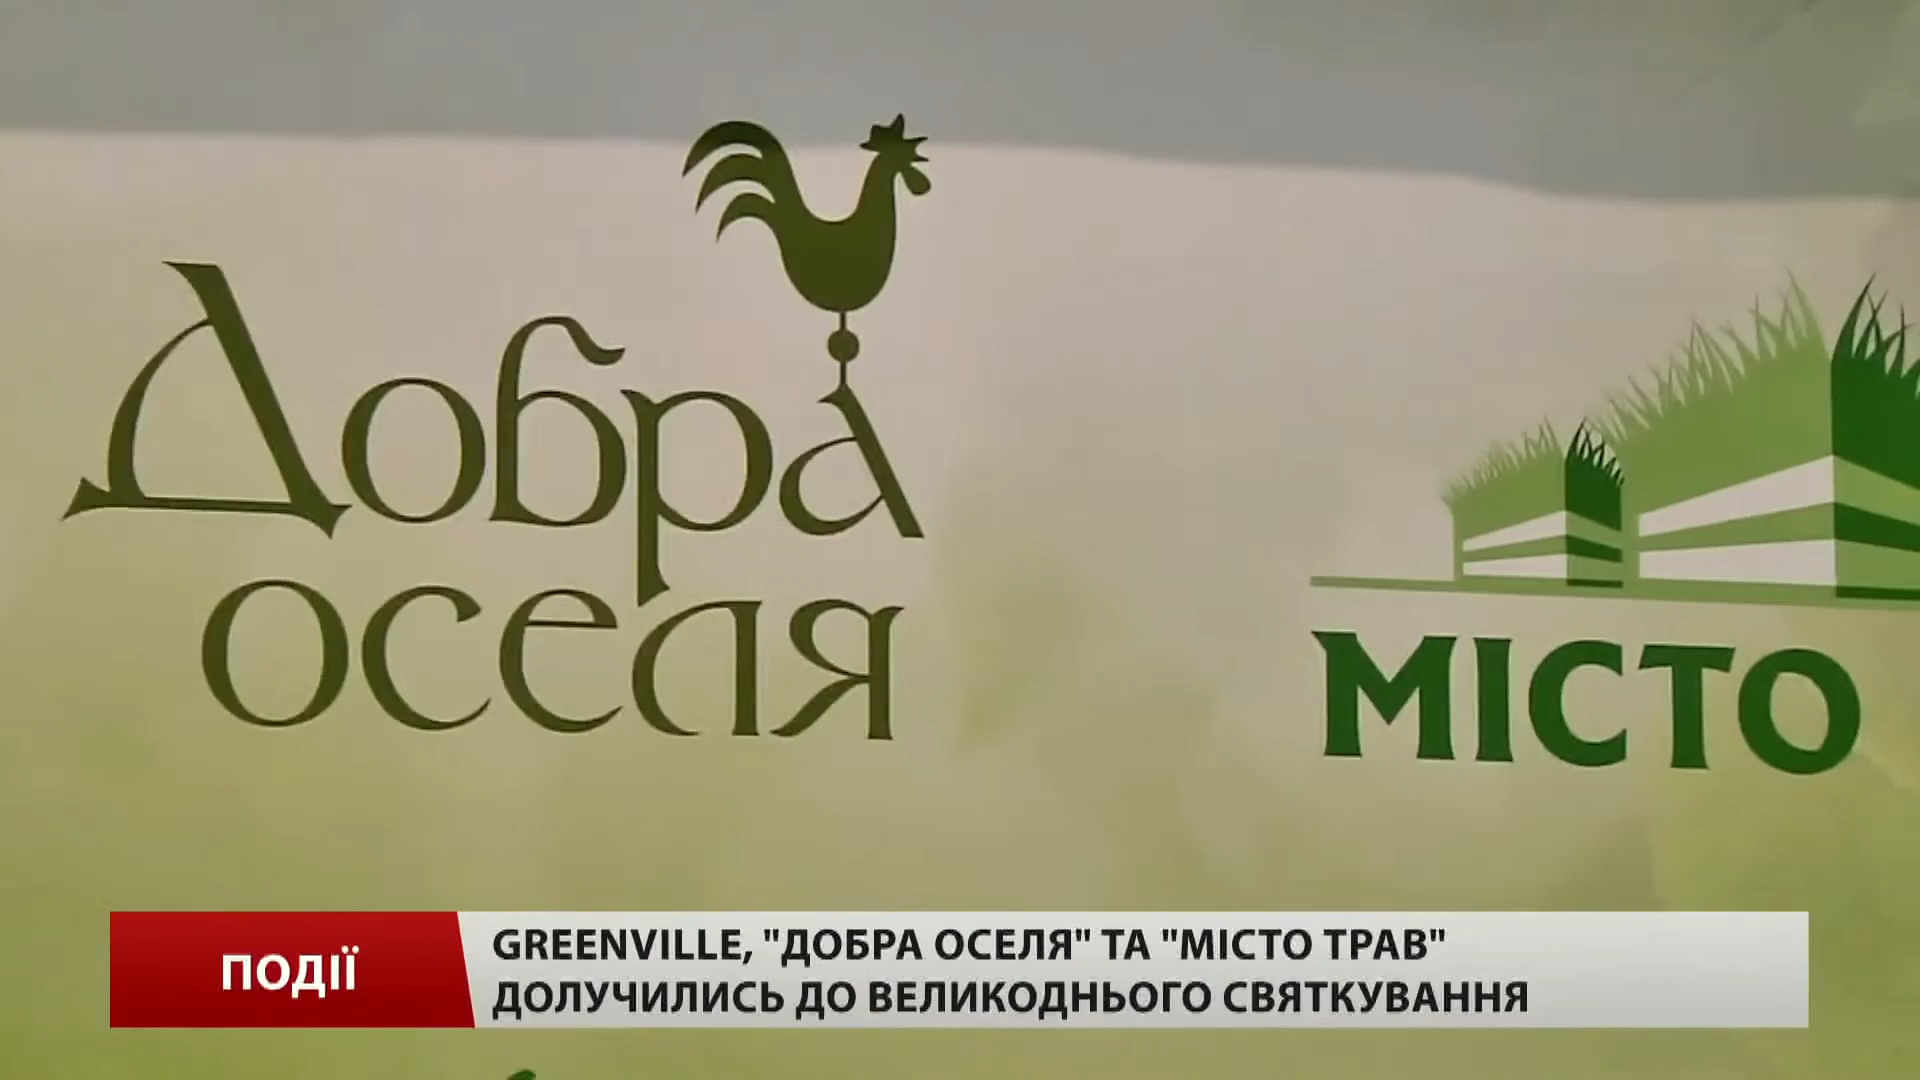 Добра
оселя
МІСТО
ПОДІЇ
GREENVILLE, "ДОБРА ОСЕЛЯ" ТА "МІСТО ТРАВ"
ДОЛУЧИЛИСЬ ДО ВЕЛИКОДНЬОГО СВЯТКУВАННЯ